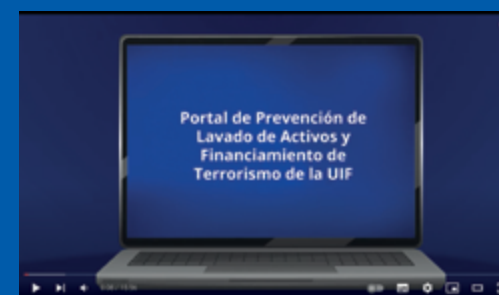 Portal de Prevención de
Lavado de Activos y
Financiamiento de
Terrorismo de la UIF